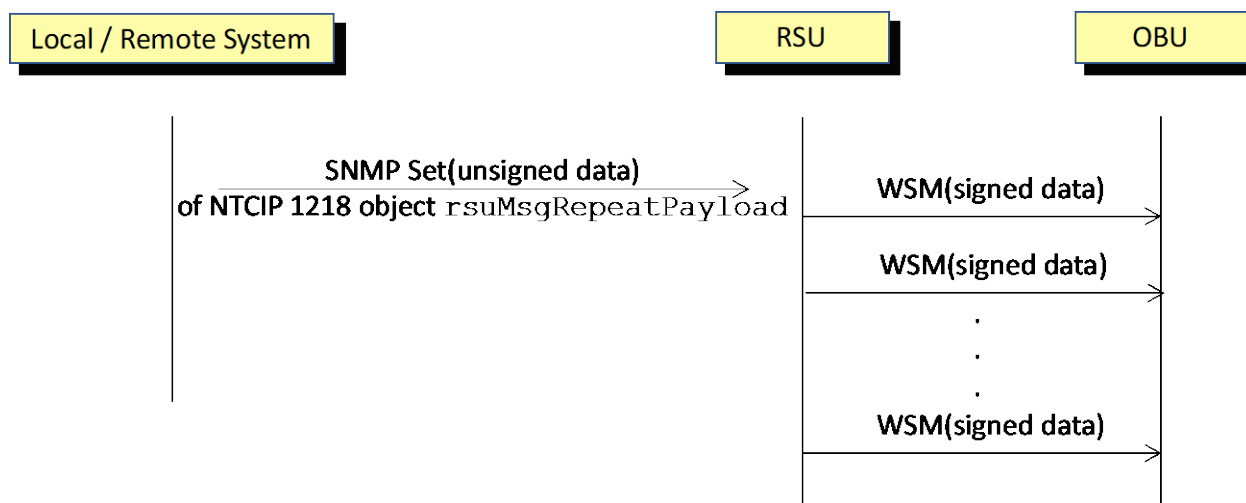 Local / Remote System
RSU
OBU
SNMP Set(unsigned data)
of NTCIP 1218 object rsuMsgRepeatPayload
WSM(signed data)
WSM(signed data)
.
.
.
WSM(signed data)